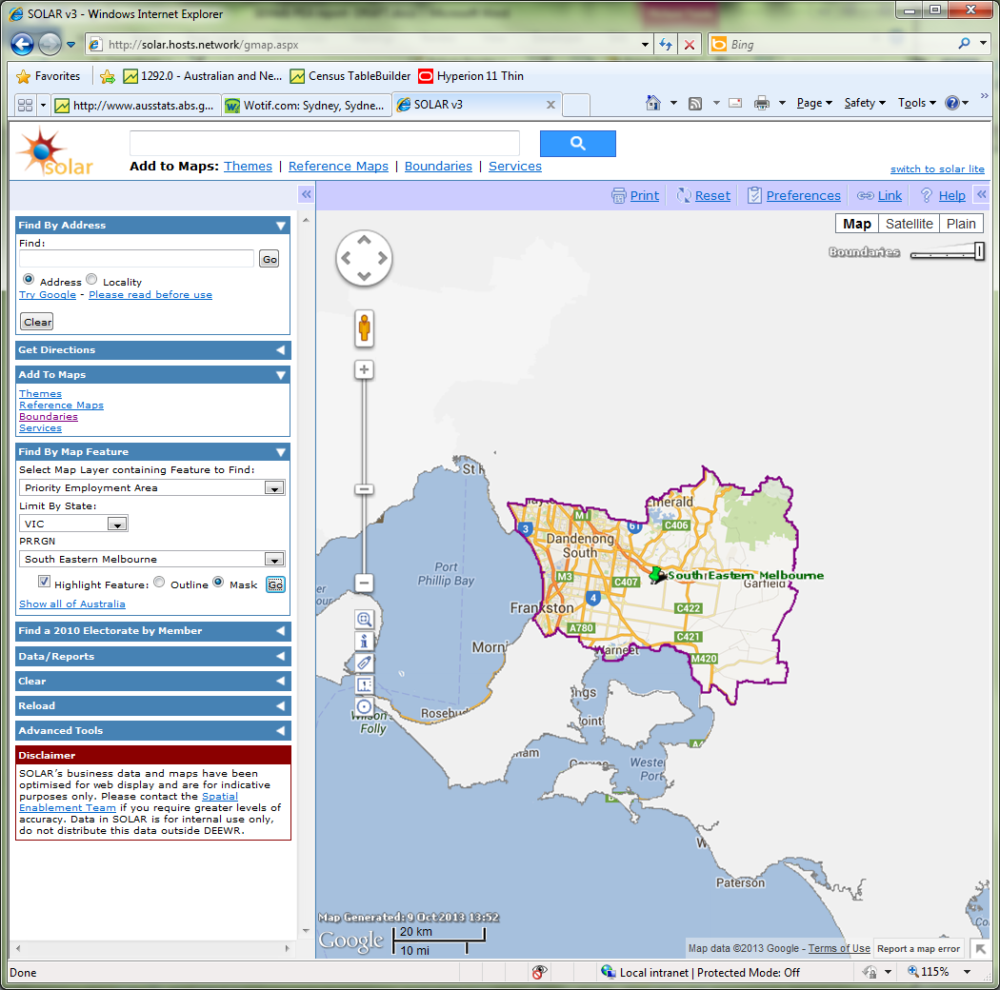 SOLAR v3 - Windows Internet Explorer
http://solar.hosts.network/gmap.aspx
Bing
Favorites
1292.0 - Australian and Ne...
Census TableBuilder
Hyperion 11 Thin
http://www.ausstats.abs.g...
Wotif.com: Sydney, Sydne...
SOLAR v3
Page
Safety
Tools
solar
Add to Maps: Themes | Reference Maps | Boundaries | Services
switch to solar lite
Print
Reset
Preferences
Link
Help
Find By Address
Find:
Go
Address
Locality
Try Google - Please read before use
Clear
Get Directions
Add To Maps
Themes
Reference Maps
Boundaries
Services
Find By Map Feature
Select Map Layer containing Feature to Find:
Priority Employment Area
Limit By State:
VIC
PRRGN
South Eastern Melbourne
Highlight Feature:
Outline
Mask
Go
Show all of Australia
Find a 2010 Electorate by Member
Data/Reports
Clear
Reload
Advanced Tools
Disclaimer
SOLAR's business data and maps have been
optimised for web display and are for indicative
purposes only. Please contact the Spatial
Enablement Team if you require greater levels of
accuracy. Data in SOLAR is for internal use only,
do not distribute this data outside DEEWR.
Map
Satellite
Plain
Boundaries
St K
Emerald
M1
3
61
C406
Dandenong
South
Port
Phillip Bay
M3
C407
South Eastern Melbourne
Garfield
4
Frankston
C422
A780
C421
Morni
Warneet
M420
ngs
oint
Rosebud
Wilson
Folly
am
A4
Wester
Port
W
Paterson
Co
Map Generated: 9 Oct 2013 13:52
Google
20 km
10 mi
Map data ©2013 Google - Terms of Use
Report a map error
Done
Local intranet | Protected Mode: Off
115%